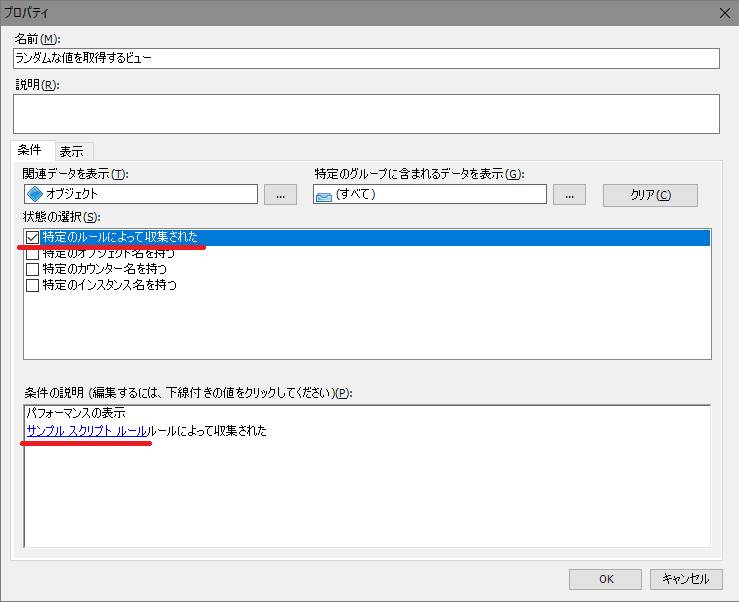 プロパティ
名前(M):
ランダムな値を取得するビュー
説明(R):
条件 表示
関連データを表示(T): 特定のグループに含まれるデータを表示(G):
オブジェクト ... (すべて) ... クリア(C)
状態の選択(S):
特定のルールによって収集された
特定のオブジェクト名を持つ
特定のカウンター名を持つ
特定のインスタンス名を持つ
条件の説明 (編集するには、下線付きの値をクリックしてください)(P):
パフォーマンスの表示
サンプル スクリプト ルールルールによって収集された
OK キャンセル